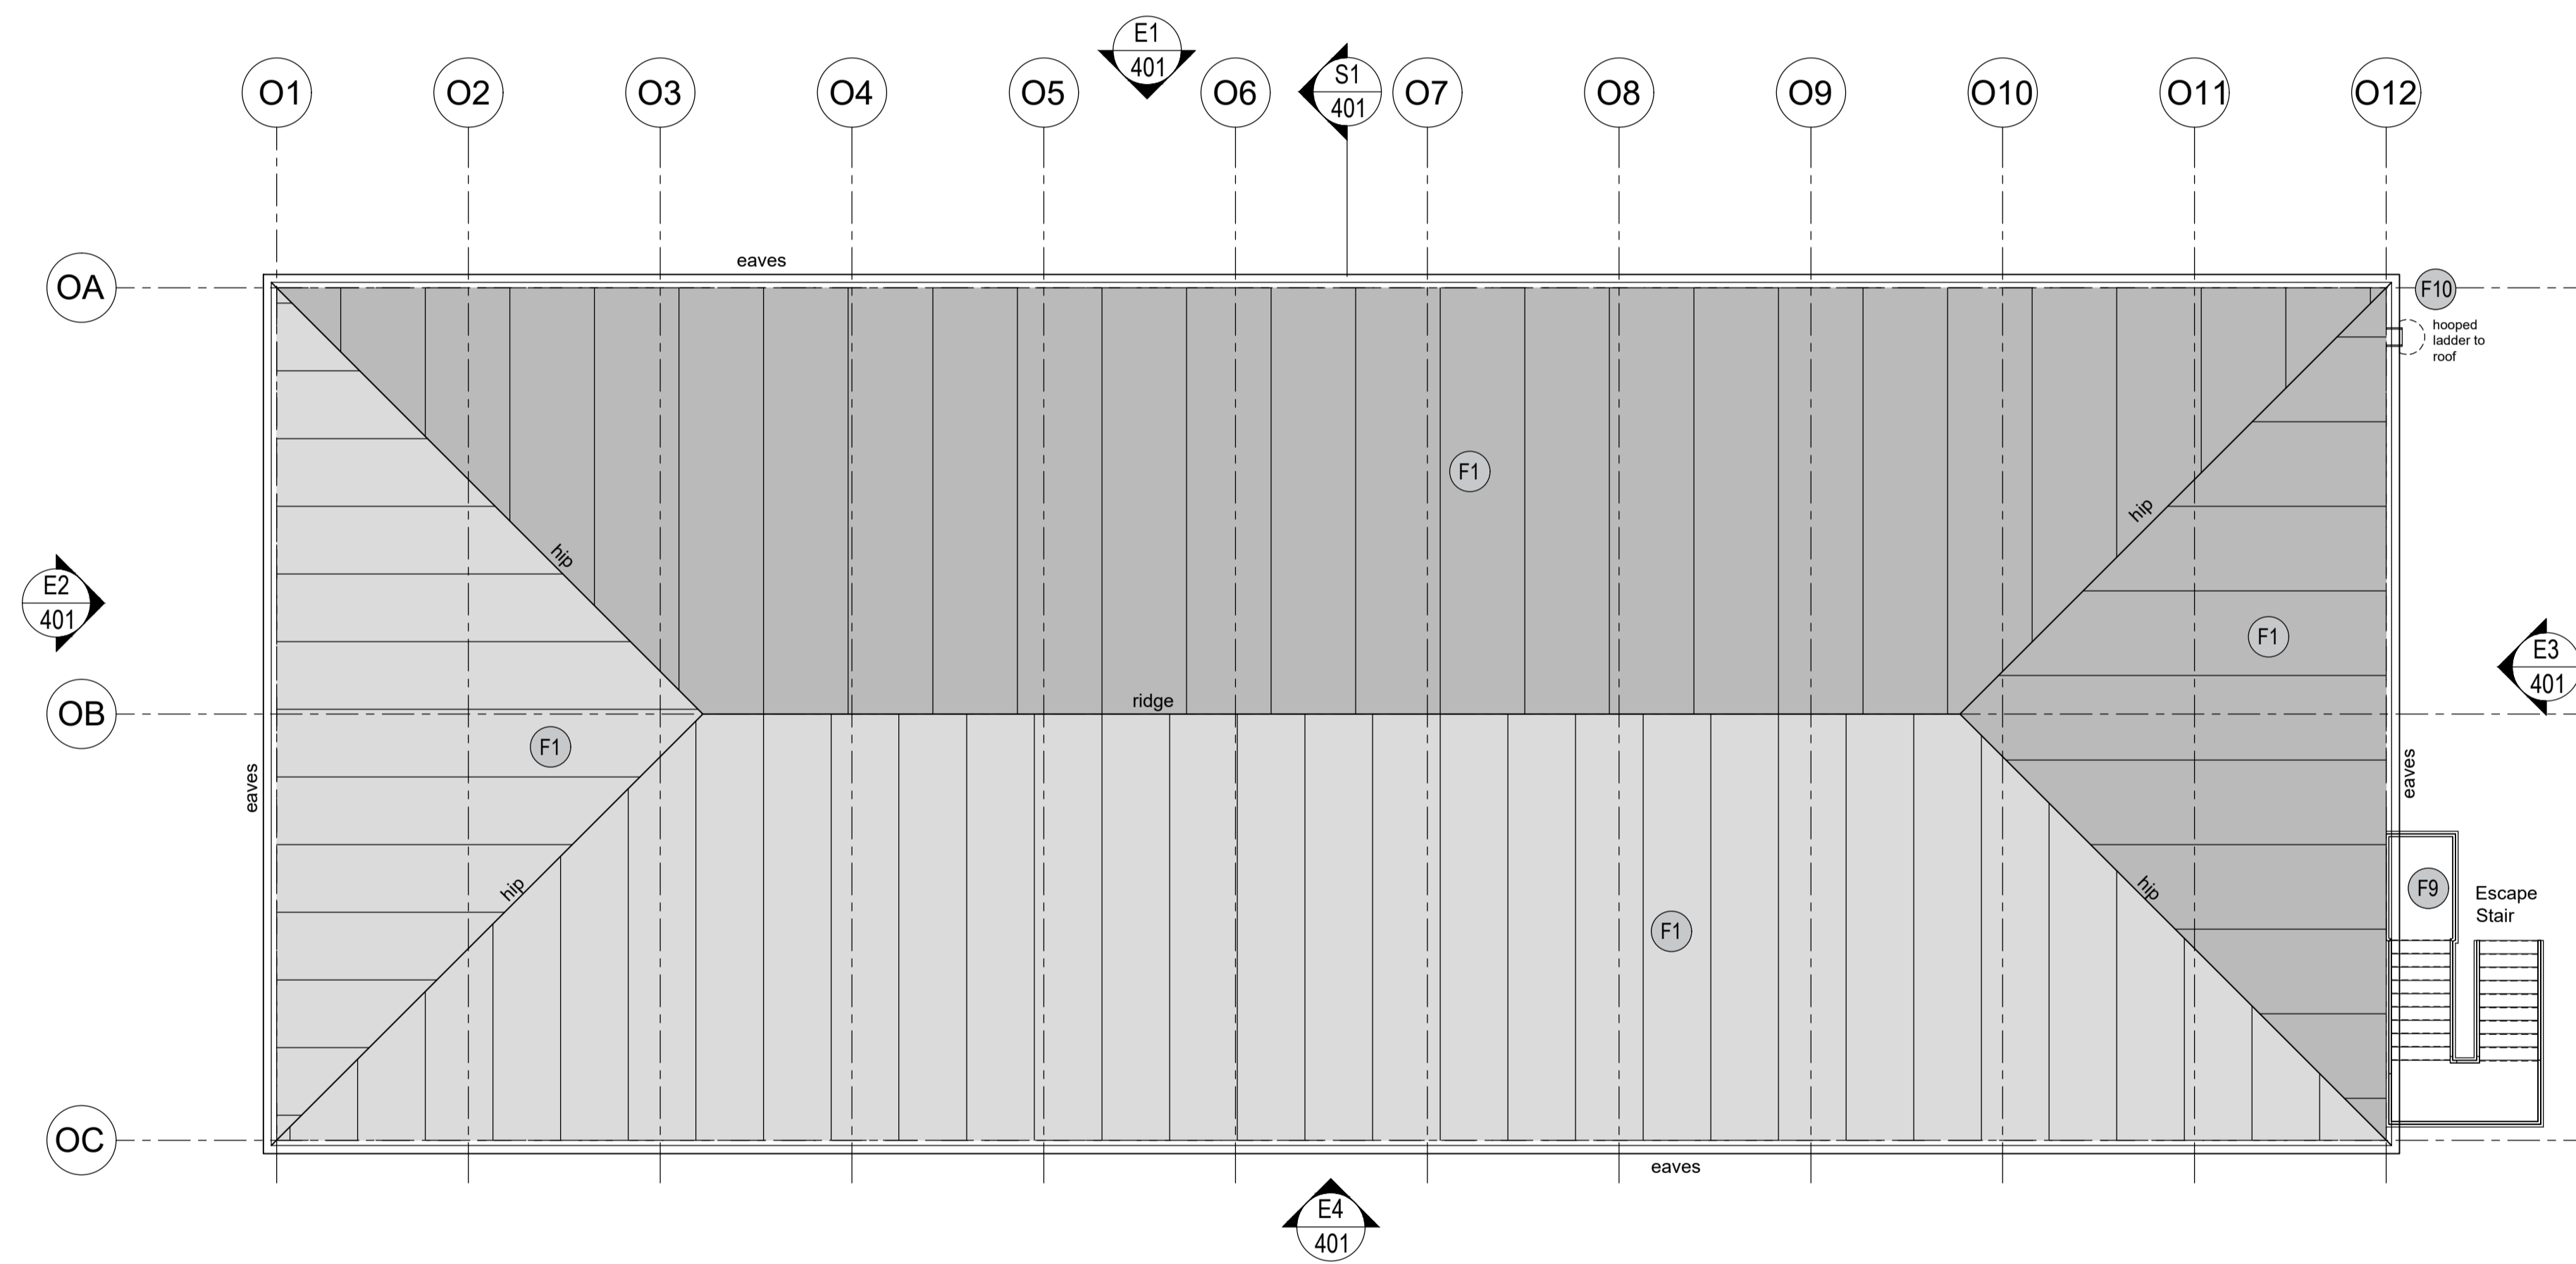 E1
401
S1
401
O1
O2
O3
O4
O5
O6
O7
O8
O9
O10
O11
O12
eaves
OA
F10
hooped
ladder to
roof
F1
hip
hip
E2
401
F1
E3
401
OB
ridge
F1
eaves
eaves
hip
hip
F9
Escape
Stair
F1
OC
eaves
E4
401